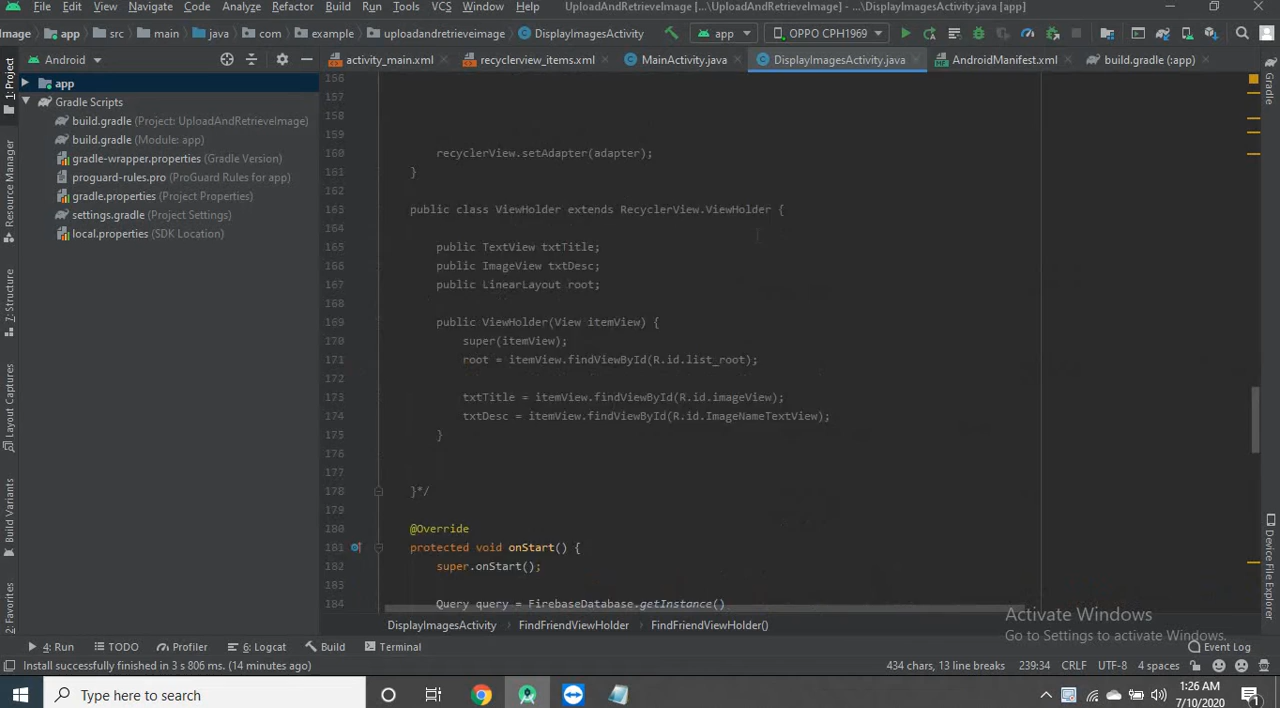 File Edit View Navigate Code Analyze Refactor Build Run Tools VCS Window Help UploadAndRetrieveImage [...\UploadAndRetrieveImage] - ...\DisplayImagesActivity.java [app]
Image app src main java com example uploadandretrieveimage DisplayImagesActivity app OPPO CPH1969
Android
activity_main.xml recyclerview_items.xml MainActivity.java DisplayImagesActivity.java AndroidManifest.xml build.gradle (:app)
1: Project
Resource Manager
7: Structure
Layout Captures
Build Variants
2: Favorites
app
Gradle Scripts
build.gradle (Project: UploadAndRetrieveImage)
build.gradle (Module: app)
gradle-wrapper.properties (Gradle Version)
proguard-rules.pro (ProGuard Rules for app)
gradle.properties (Project Properties)
settings.gradle (Project Settings)
local.properties (SDK Location)
156
157
158
159
160 recyclerView.setAdapter(adapter);
161 }
162
163 public class ViewHolder extends RecyclerView.ViewHolder {
164
165 public TextView txtTitle;
166 public ImageView txtDesc;
167 public LinearLayout root;
168
169 public ViewHolder(View itemView) {
170 super(itemView);
171 root = itemView.findViewById(R.id.list_root);
172
173 txtTitle = itemView.findViewById(R.id.imageView);
174 txtDesc = itemView.findViewById(R.id.ImageNameTextView);
175 }
176
177
178 }*/
179
180 @Override
181 protected void onStart() {
182 super.onStart();
183
184 Query query = FirebaseDatabase.getInstance()
Gradle
Device File Explorer
DisplayImagesActivity FindFriendViewHolder FindFriendViewHolder()
Activate Windows
Go to Settings to activate Windows.
4: Run TODO Profiler 6: Logcat Build Terminal Event Log
Install successfully finished in 3 s 806 ms. (14 minutes ago) 434 chars, 13 line breaks 239:34 CRLF UTF-8 4 spaces
Type here to search
1:26 AM
7/10/2020
1